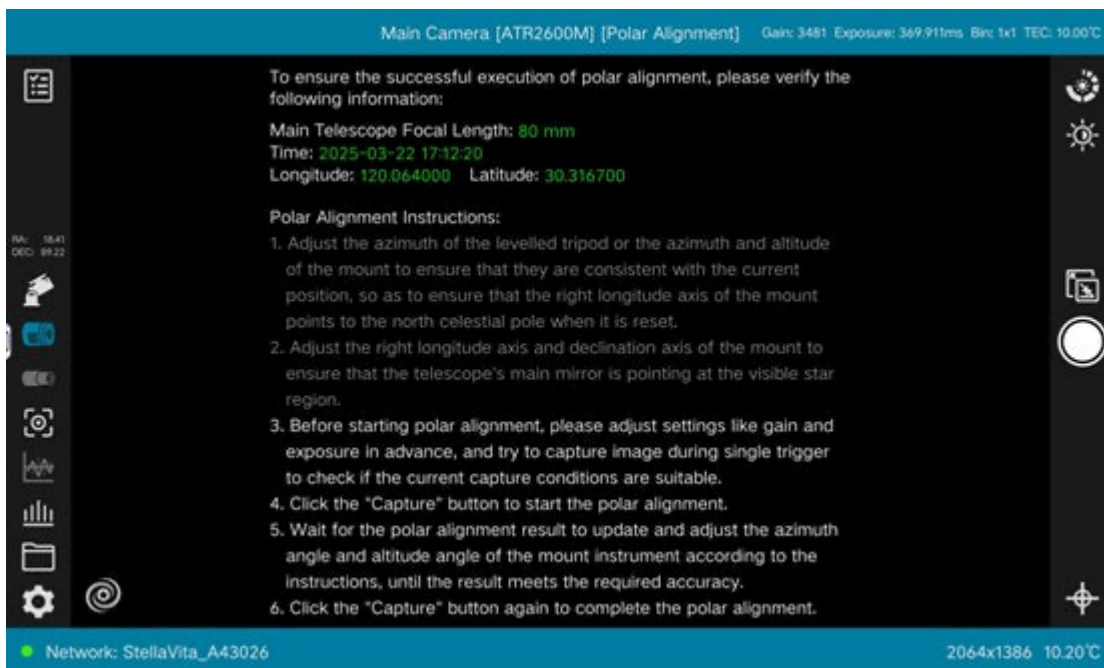 Main Camera [ATR2600M] [Polar Alignment] Gain: 3481 Exposure: 369.911ms Bin: 1x1 TEC: 10.00℃
To ensure the successful execution of polar alignment, please verify the
following information:
Main Telescope Focal Length: 80 mm
Time: 2025-03-22 17:12:20
Longitude: 120.064000 Latitude: 30.316700
Polar Alignment Instructions:
RA: 18.41
DEC: 89.22
1. Adjust the azimuth of the levelled tripod or the azimuth and altitude
of the mount to ensure that they are consistent with the current
position, so as to ensure that the right longitude axis of the mount
points to the north celestial pole when it is reset.
2. Adjust the right longitude axis and declination axis of the mount to
ensure that the telescope's main mirror is pointing at the visible star
region.
3. Before starting polar alignment, please adjust settings like gain and
exposure in advance, and try to capture image during single trigger
to check if the current capture conditions are suitable.
4. Click the "Capture" button to start the polar alignment.
5. Wait for the polar alignment result to update and adjust the azimuth
angle and altitude angle of the mount instrument according to the
instructions, until the result meets the required accuracy.
6. Click the "Capture" button again to complete the polar alignment.
Network: StellaVita_A43026
2064x1386 10.20℃